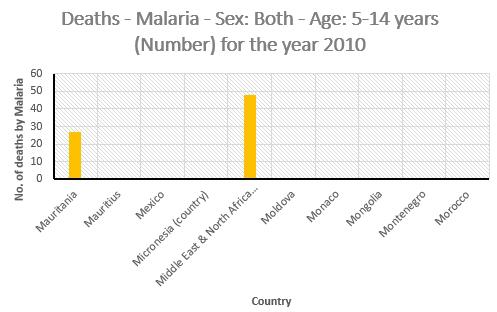 Deaths - Malaria - Sex: Both - Age: 5-14 years
(Number) for the year 2010
No. of deaths by Malaria
60
50
40
30
20
10
0
Mauritania
Mauritius
Mexico
Micronesia (country)
Middle East & North Africa...
Moldova
Monaco
Mongolia
Montenegro
Morocco
Country